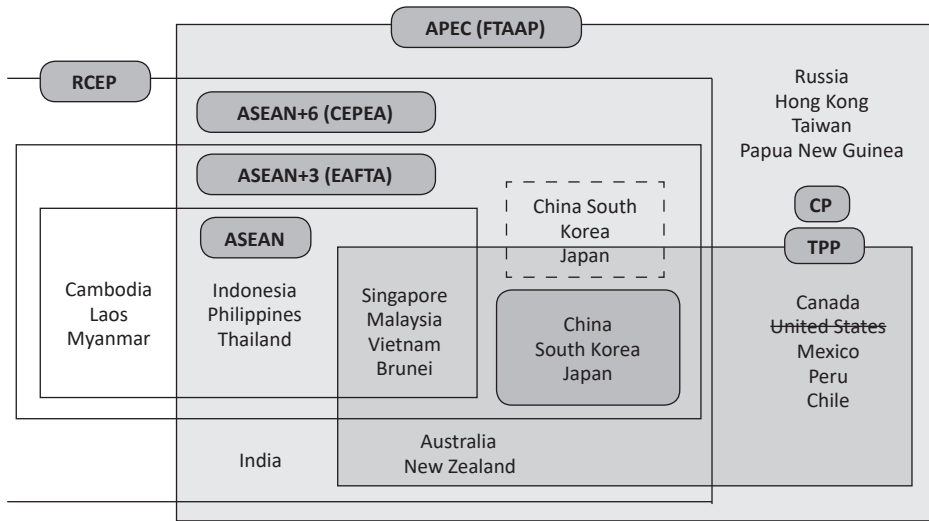 APEC (FTAAP)
RCEP
Russia
Hong Kong
Taiwan
Papua New Guinea
ASEAN+6 (CEPEA)
ASEAN+3 (EAFTA)
China South
Korea
Japan
CP
TPP
ASEAN
Cambodia
Laos
Myanmar
Indonesia
Philippines
Thailand
Singapore
Malaysia
Vietnam
Brunei
China
South Korea
Japan
Canada
United States
Mexico
Peru
Chile
India
Australia
New Zealand